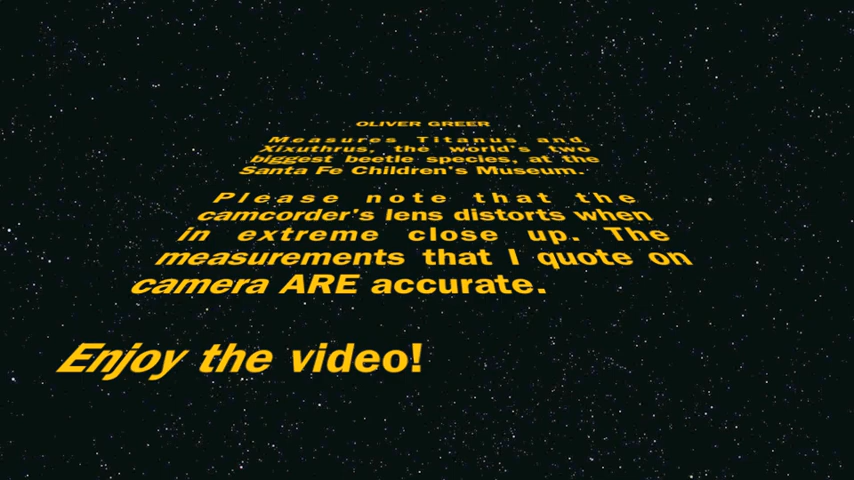 OLIVER GREER
Measures Titanus and
Xixuthrus, the world's two
biggest beetle species, at the
Santa Fe Children's Museum.
Please note that the
camcorder's lens distorts when
in extreme close up. The
measurements that I quote on
camera ARE accurate.
Enjoy the video!